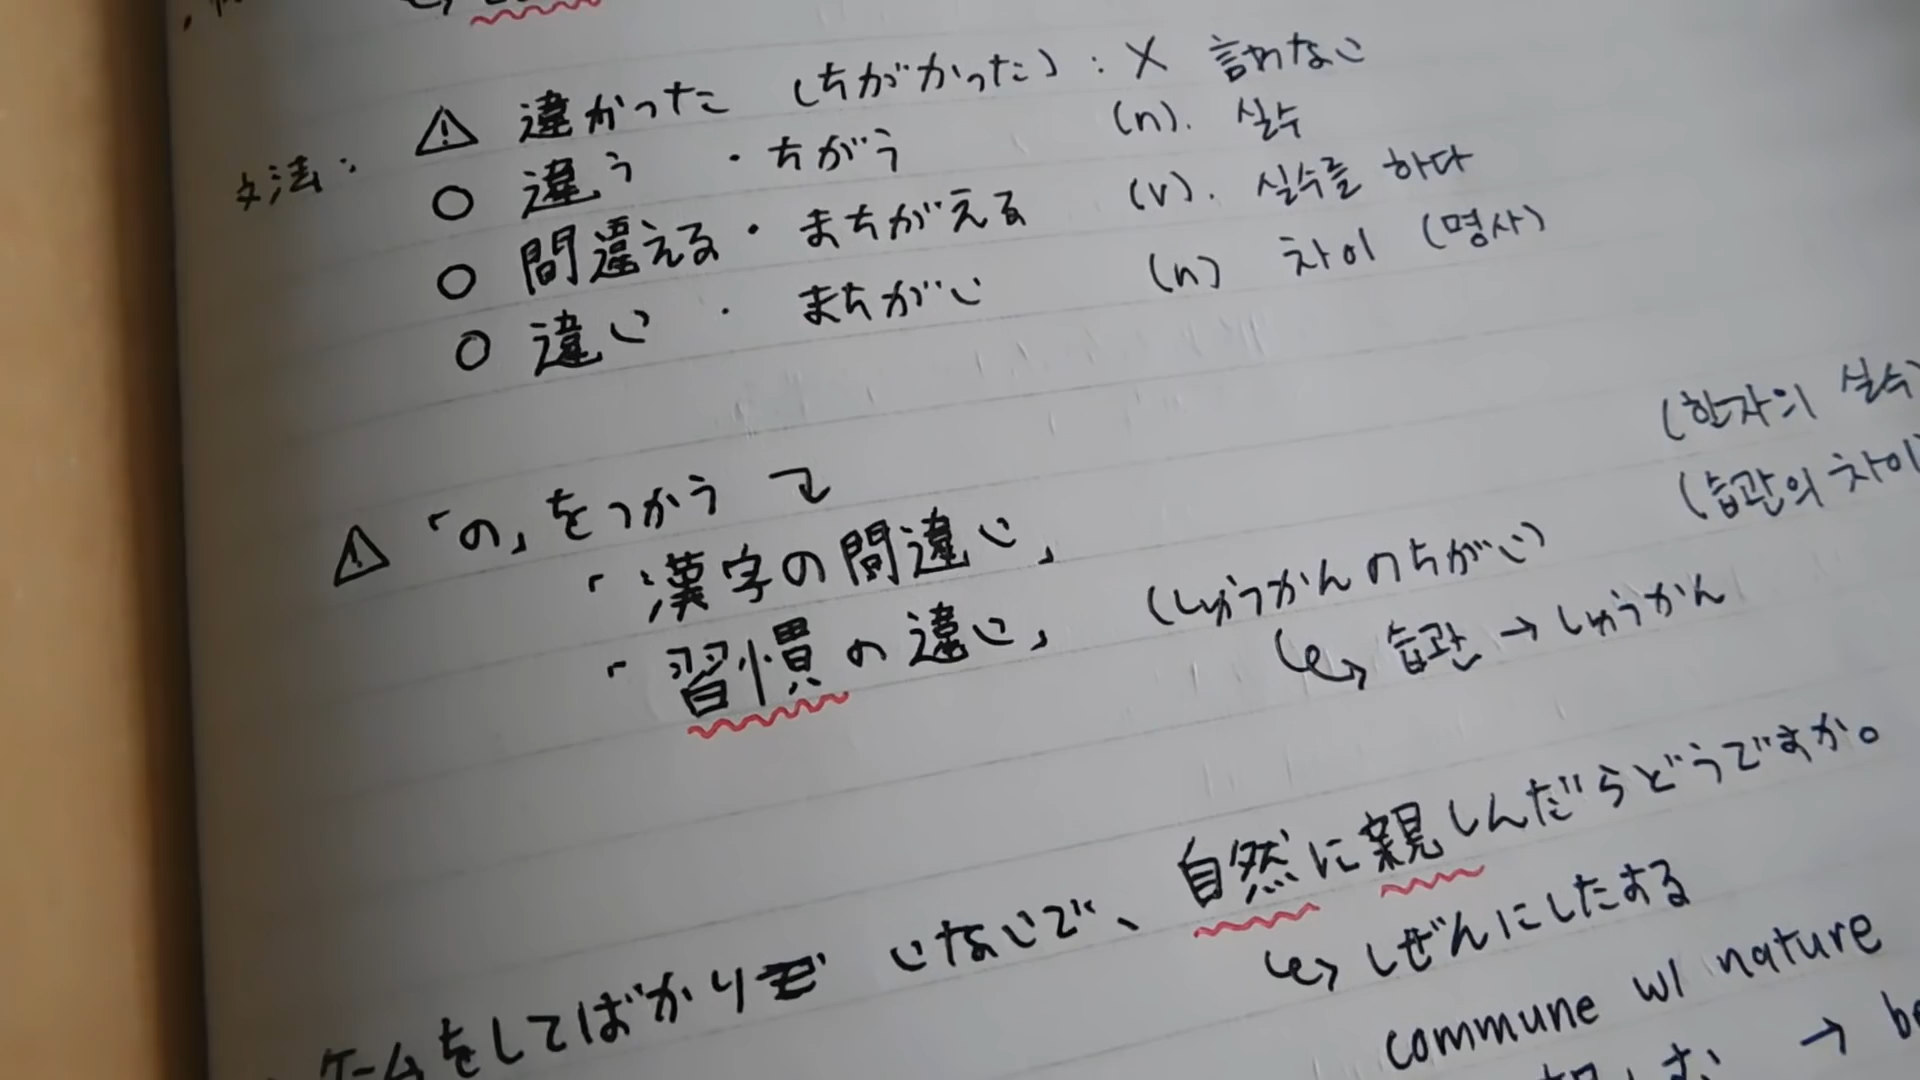 文法: ⚠ 違かった (ちがかった) : X 言わない
○ 違う ・ちがう (n). 실수
○ 間違える・まちがえる (v). 실수를 하다
○ 違い ・ まちがい (n) 차이 (명사)
⚠ 「の」をつかう
「漢字の間違い」 (한자의 실수
「習慣の違い」 (しゅうかんのちがい) (습관의 차이
습관 → しゅうかん
ゲームをしてばかり いないで、自然に親しんだらどうですか。
しぜんにしたする
commune w/ nature
→ be